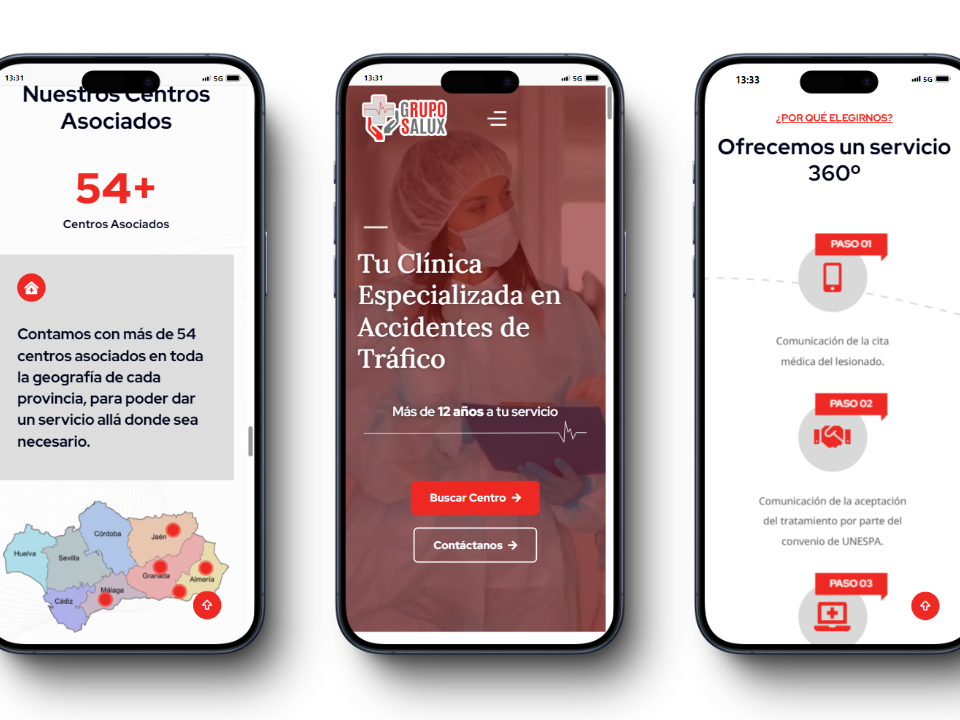 13:31
5G
Nuestros Centros
Asociados
54+
Centros Asociados
Contamos con más de 54
centros asociados en toda
la geografía de cada
provincia, para poder dar
un servicio allá donde sea
necesario.
Córdoba
Jaén
Huelva
Sevilla
Granada
Almería
Málaga
Cádiz
13:31
5G
GRUPO
SALUX
Tu Clínica
Especializada en
Accidentes de
Tráfico
Más de 12 años a tu servicio
Buscar Centro →
Contáctanos →
13:33
5G
¿POR QUÉ ELEGIRNOS?
Ofrecemos un servicio
360º
PASO 01
Comunicación de la cita
médica del lesionado.
PASO 02
Comunicación de la aceptación
del tratamiento por parte del
convenio de UNESPA.
PASO 03